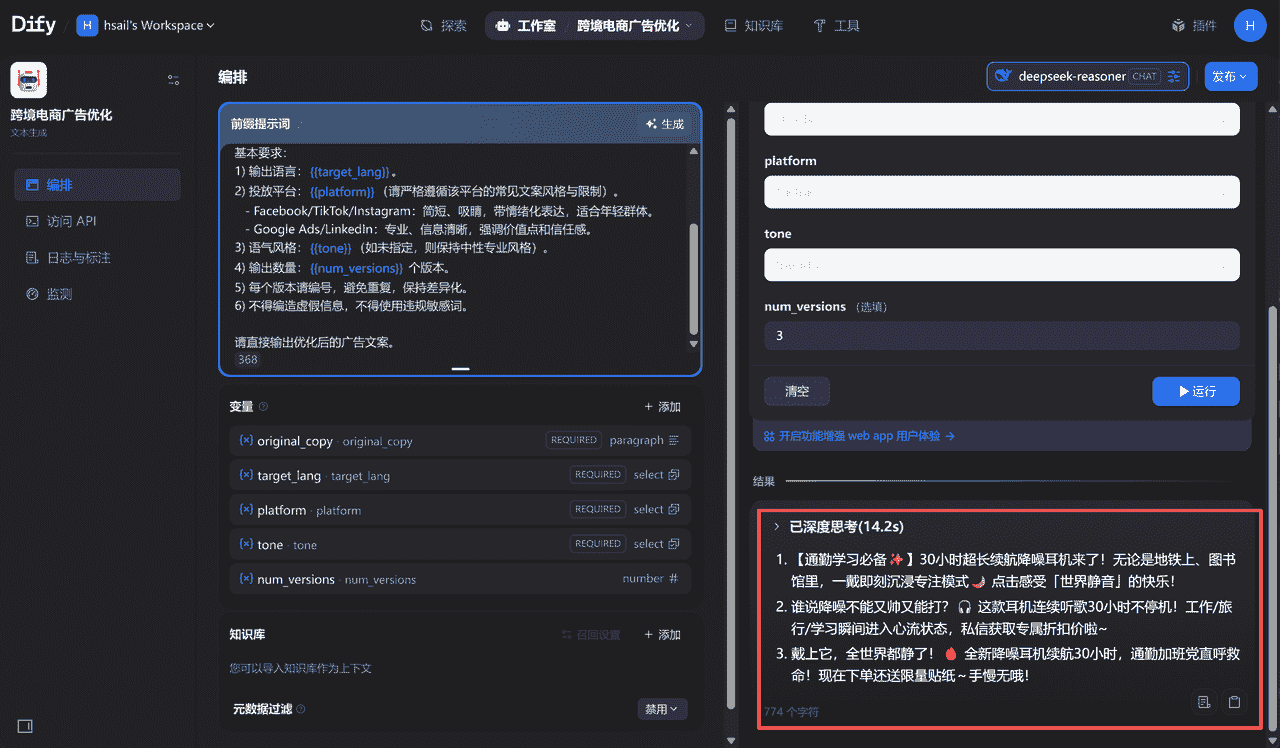 Dify / H hsail's Workspace
探索
工作室 / 跨境电商广告优化
知识库
工具
插件
H
跨境电商广告优化
文本生成
编排
访问 API
日志与标注
监测
编排
deepseek-reasoner CHAT
发布
前缀提示词
生成
基本要求：
1) 输出语言：{{target_lang}}。
2) 投放平台：{{platform}}（请严格遵循该平台的常见文案风格与限制）。
- Facebook/TikTok/Instagram：简短、吸睛，带情绪化表达，适合年轻群体。
- Google Ads/LinkedIn：专业、信息清晰，强调价值点和信任感。
3) 语气风格：{{tone}}（如未指定，则保持中性专业风格）。
4) 输出数量：{{num_versions}} 个版本。
5) 每个版本请编号，避免重复，保持差异化。
6) 不得编造虚假信息，不得使用违规敏感词。
请直接输出优化后的广告文案。
368
变量
+ 添加
{x} original_copy · original_copy REQUIRED paragraph
{x} target_lang · target_lang REQUIRED select
{x} platform · platform REQUIRED select
{x} tone · tone REQUIRED select
{x} num_versions · num_versions number #
知识库
召回设置
+ 添加
您可以导入知识库作为上下文
元数据过滤
禁用
platform
tone
num_versions （选填）
3
清空
运行
开启功能增强 web app 用户体验 →
结果
已深度思考(14.2s)
1. 【通勤学习必备✨】30小时超长续航降噪耳机来了！无论是地铁上、图书
馆里，一戴即刻沉浸专注模式🌶️ 点击感受「世界静音」的快乐！
2. 谁说降噪不能又帅又能打？🎧 这款耳机连续听歌30小时不停机！工作/旅
行/学习瞬间进入心流状态，私信获取专属折扣价啦~
3. 戴上它，全世界都静了！🔥 全新降噪耳机续航30小时，通勤加班党直呼救
命！现在下单还送限量贴纸～手慢无哦！
774 个字符